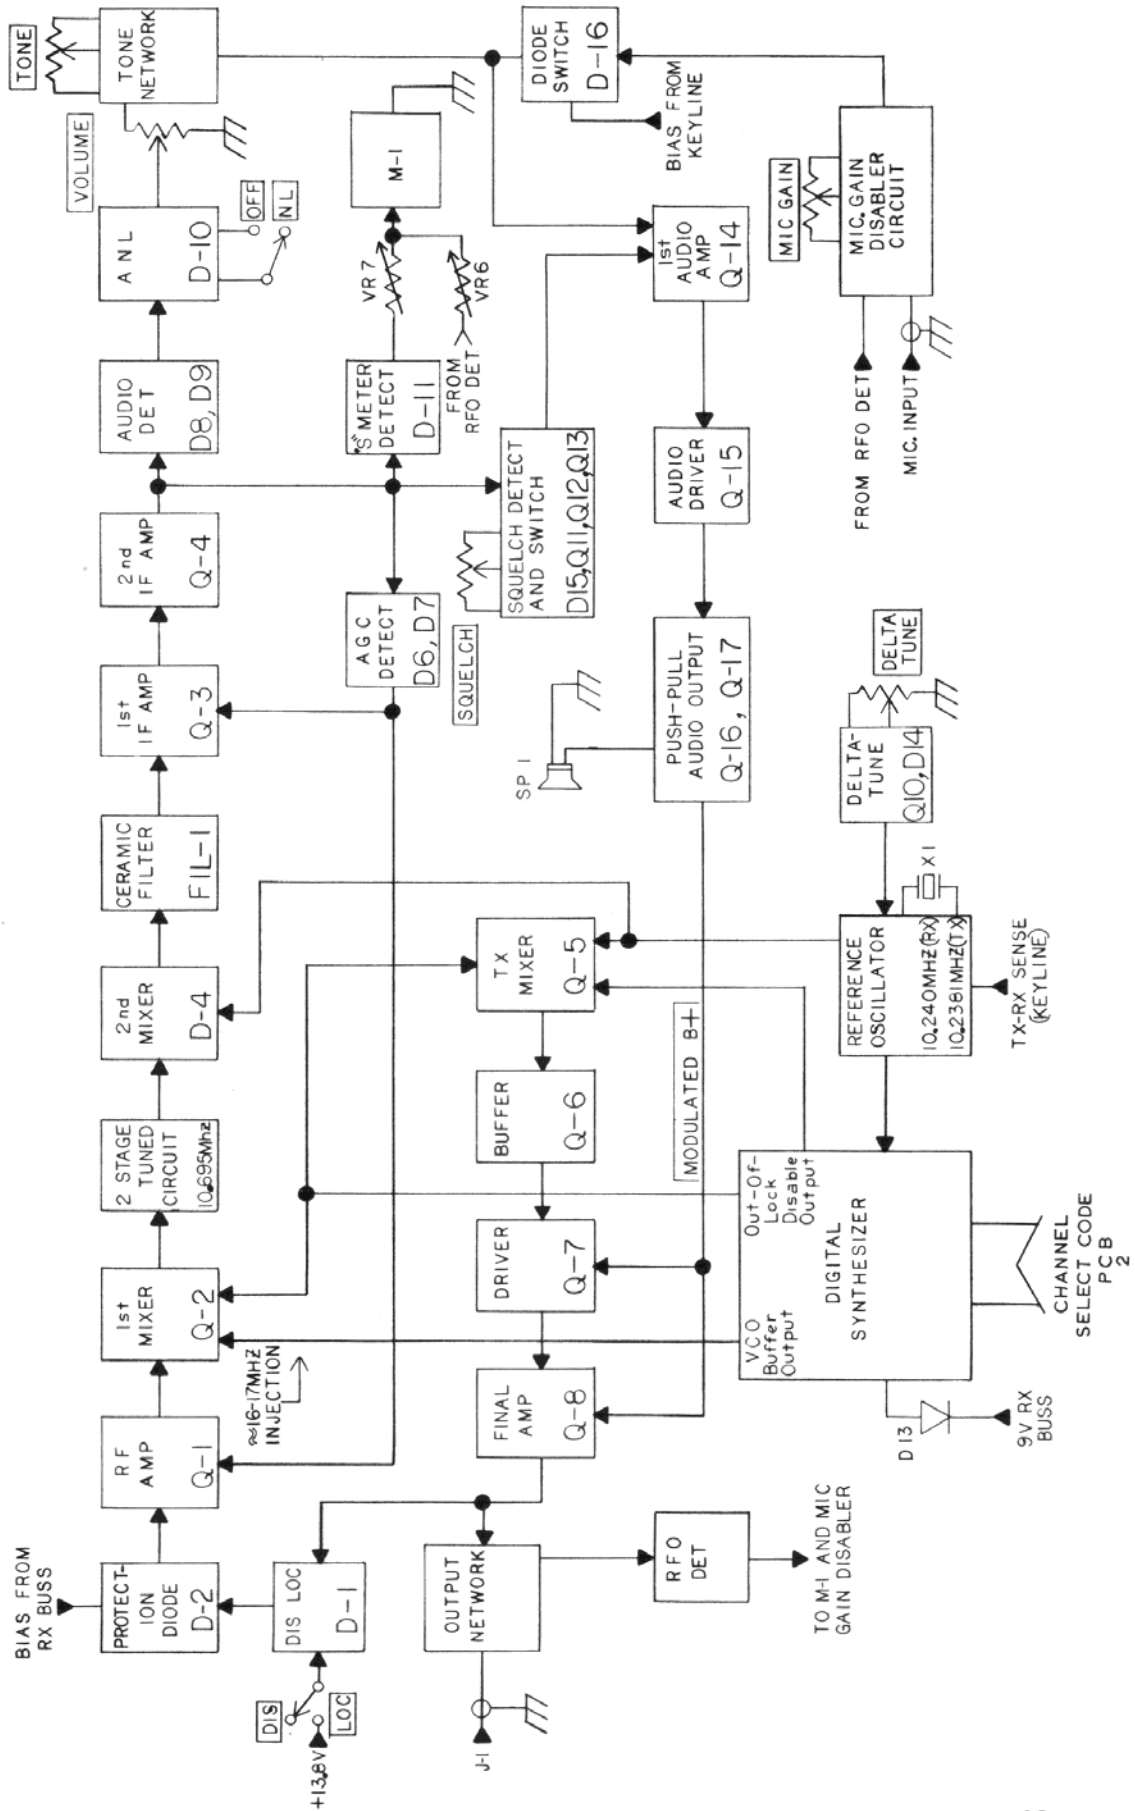 BIAS FROM
RX BUSS
PROTECT-
ION
DIODE
D-2
RF
AMP
Q-1
1st
MIXER
Q-2
2 STAGE
TUNED
CIRCUIT
10.695Mhz
2nd
MIXER
D-4
CERAMIC
FILTER
FIL-1
1st
IF AMP
Q-3
2nd
IF AMP
Q-4
AUDIO
DET
D8, D9
ANL
D-10
OFF
NL
VOLUME
TONE
NETWORK
TONE
+13.8V
DIS
LOC
DIS LOC
D-1
≈16-17MHZ
INJECTION
AGC
DETECT
D6, D7
"S" METER
DETECT
D-11
VR7
VR6
FROM
RFO DET
M-1
SQUELCH
SQUELCH DETECT
AND SWITCH
D15,Q11,Q12,Q13
DIODE
SWITCH
D-16
BIAS FROM
KEYLINE
J-1
OUTPUT
NETWORK
FINAL
AMP
Q-8
DRIVER
Q-7
BUFFER
Q-6
TX
MIXER
Q-5
SP 1
RFO
DET
TO M-1 AND MIC
GAIN DISABLER
MODULATED B+
PUSH-PULL
AUDIO OUTPUT
Q-16, Q-17
AUDIO
DRIVER
Q-15
1st
AUDIO
AMP
Q-14
MIC GAIN
MIC. GAIN
DISABLER
CIRCUIT
FROM RFO DET
MIC. INPUT
VCO
Buffer
Output
Out-Of-
Lock
Disable
Output
DIGITAL
SYNTHESIZER
D13
9V RX
BUSS
CHANNEL
SELECT CODE
PCB
2
REFERENCE
OSCILLATOR
10.240MHZ(RX)
10.2381MHZ(TX)
X1
TX-RX SENSE
(KEYLINE)
DELTA-
TUNE
Q10, D14
DELTA
TUNE